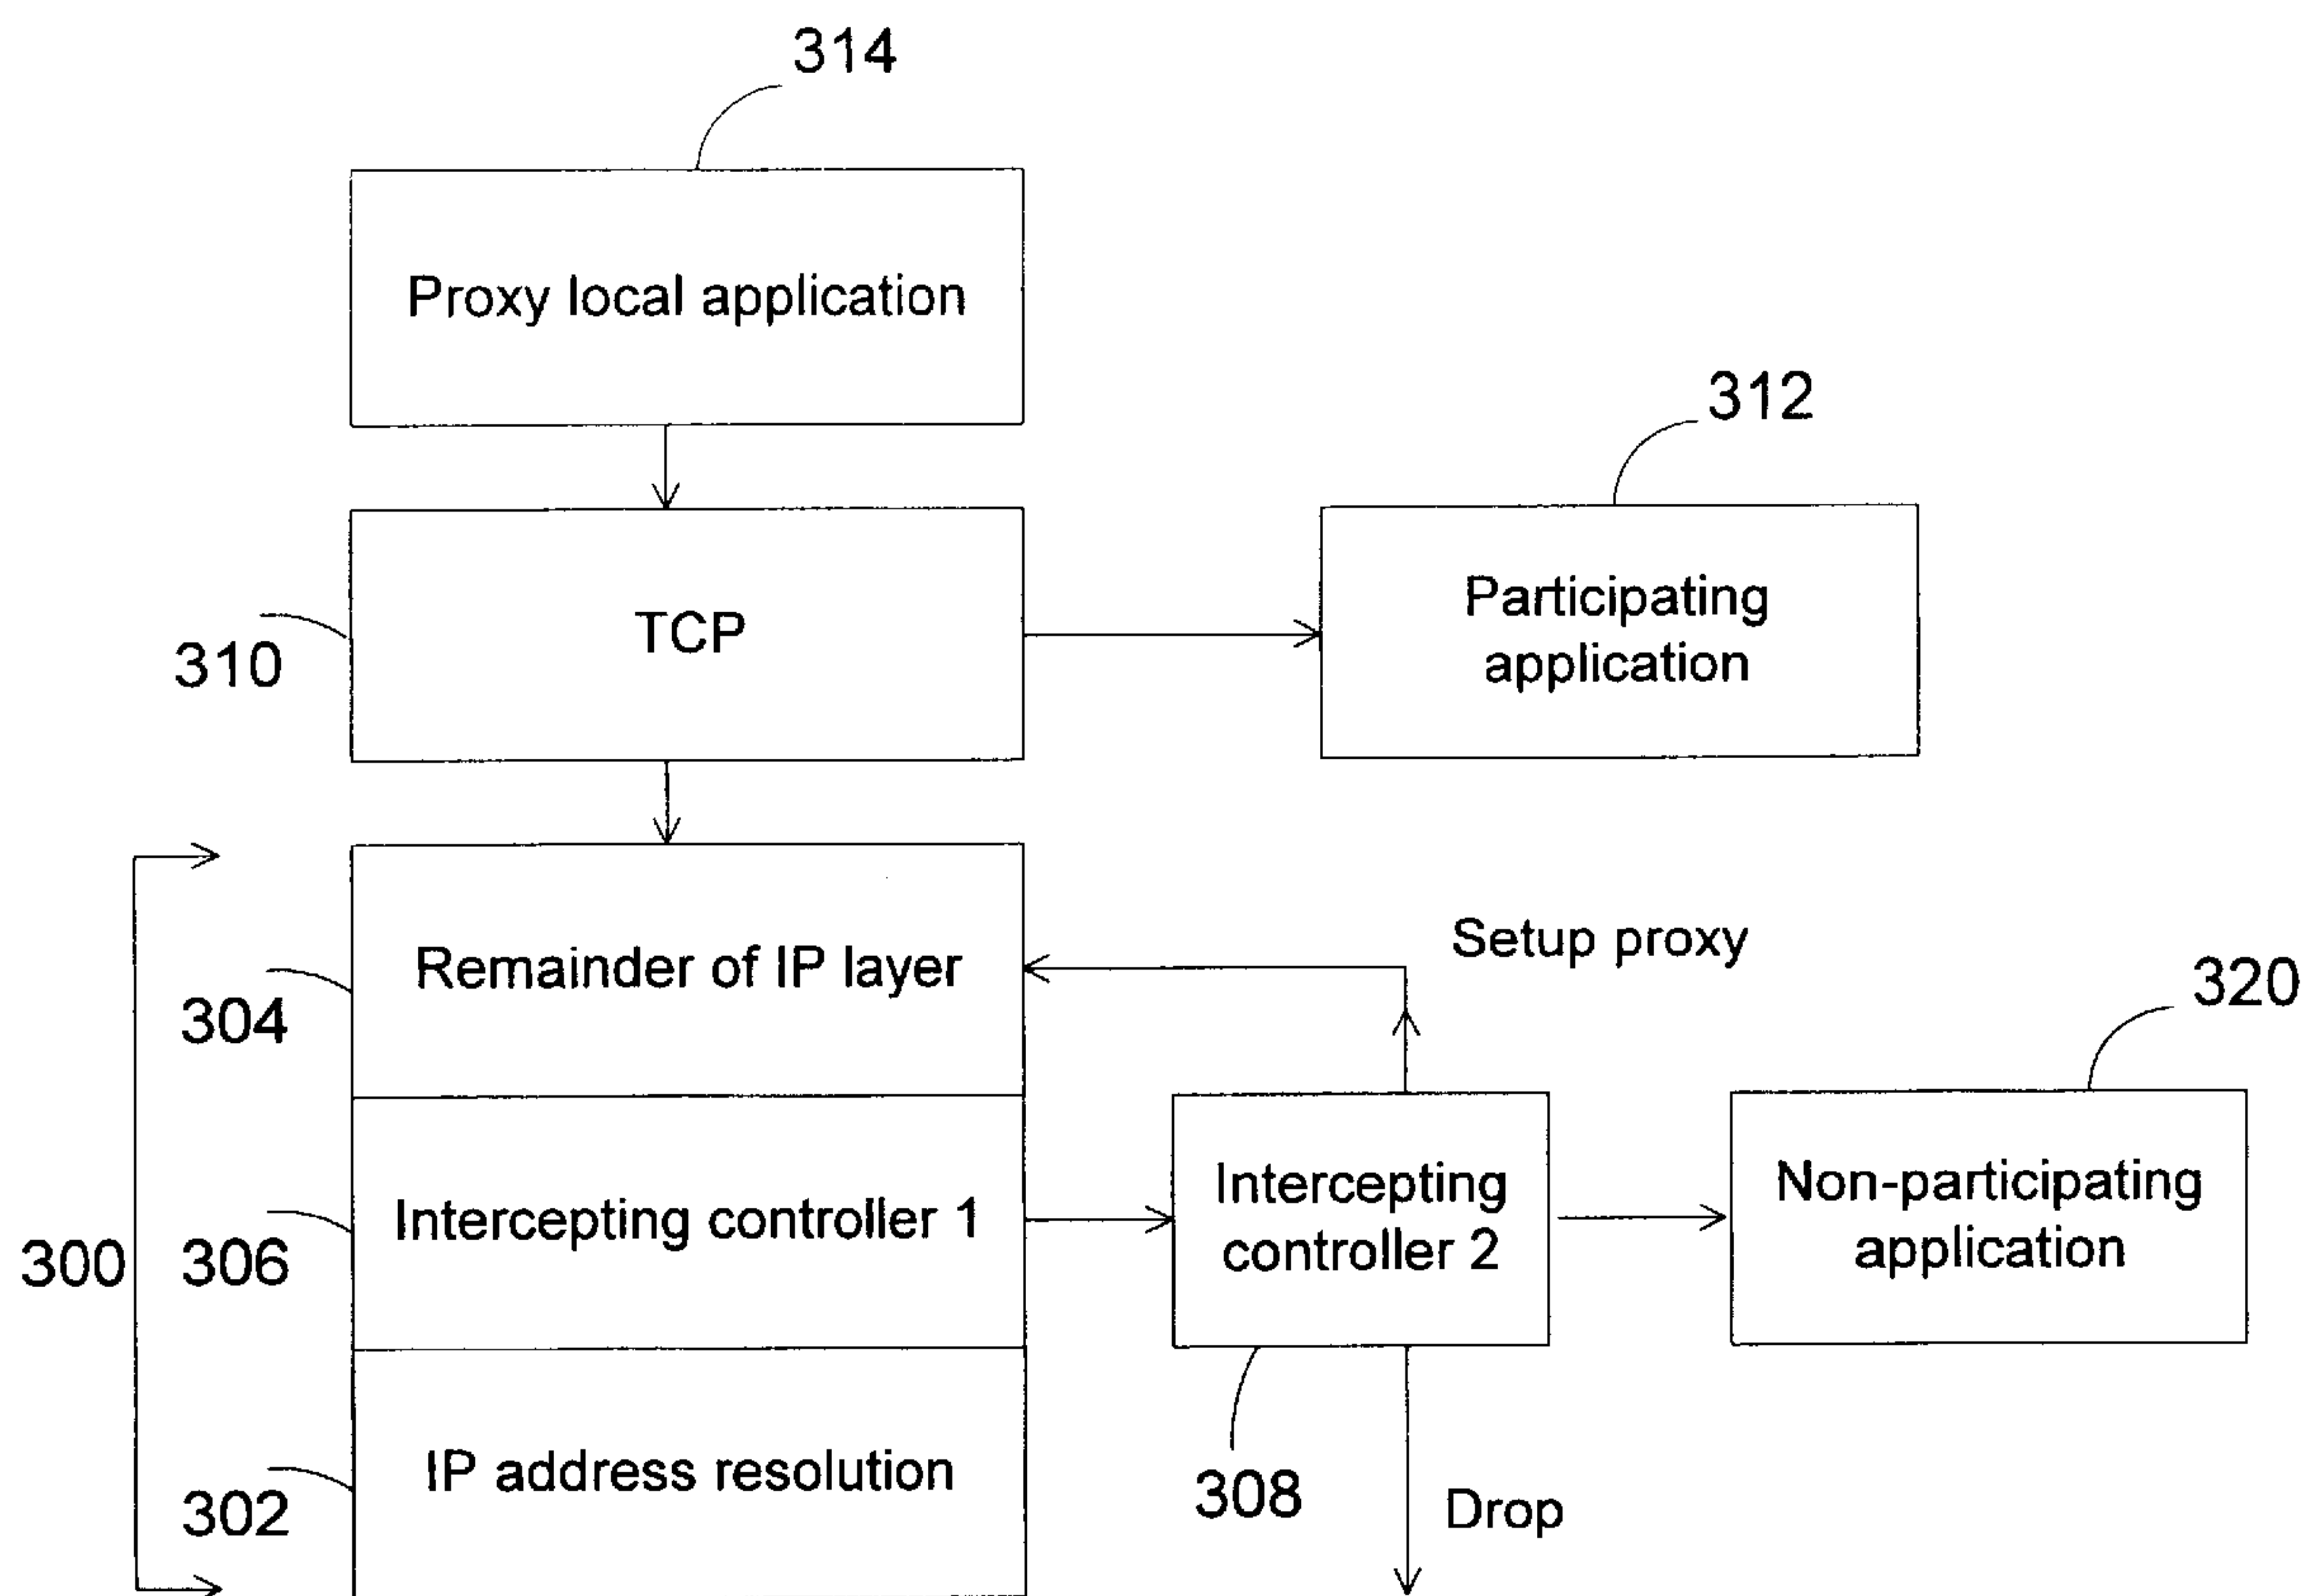 314
Proxy local application
312
TCP
Participating
application
310
Remainder of IP layer
Setup proxy
304
320
Intercepting controller 1
Intercepting
controller 2
Non-participating
application
300
306
IP address resolution
308
302
Drop